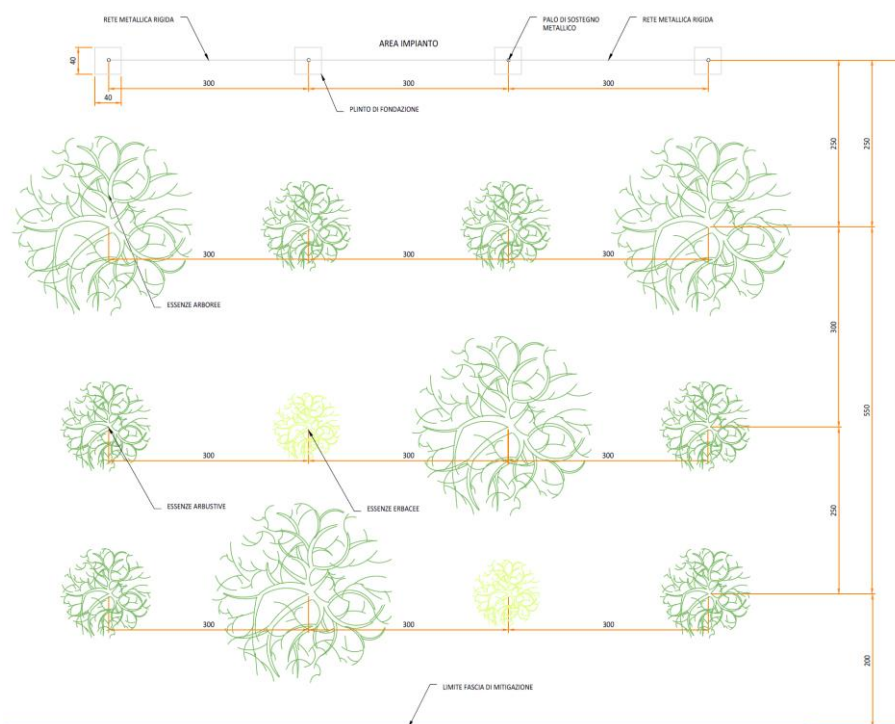 RETE METALLICA RIGIDA
PALO DI SOSTEGNO
METALLICO
RETE METALLICA RIGIDA
AREA IMPIANTO
40
300
300
300
40
PLINTO DI FONDAZIONE
250
250
300
300
300
ESSENZE ARBOREE
300
550
300
300
300
ESSENZE ARBUSTIVE
ESSENZE ERBACEE
250
300
300
300
200
LIMITE FASCIA DI MITIGAZIONE